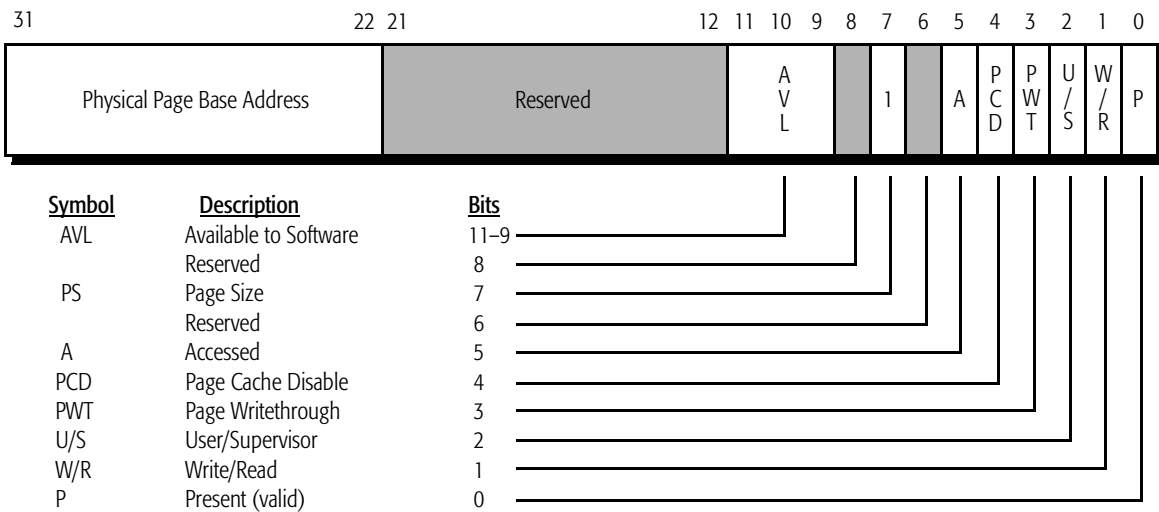 31 22 21 12 11 10 9 8 7 6 5 4 3 2 1 0
Physical Page Base Address Reserved AVL 1 A PCD PWT U/S W/R P
Symbol Description Bits
AVL Available to Software 11–9
Reserved 8
PS Page Size 7
Reserved 6
A Accessed 5
PCD Page Cache Disable 4
PWT Page Writethrough 3
U/S User/Supervisor 2
W/R Write/Read 1
P Present (valid) 0